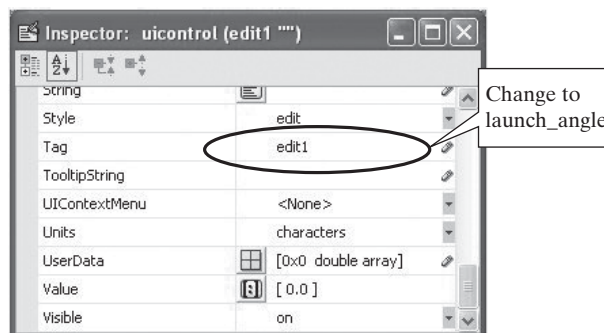 Inspector: uicontrol (edit1 "")
String
Style edit
Tag edit1
TooltipString
UIContextMenu <None>
Units characters
UserData [0x0 double array]
Value [ 0.0 ]
Visible on
Change to
launch_angle